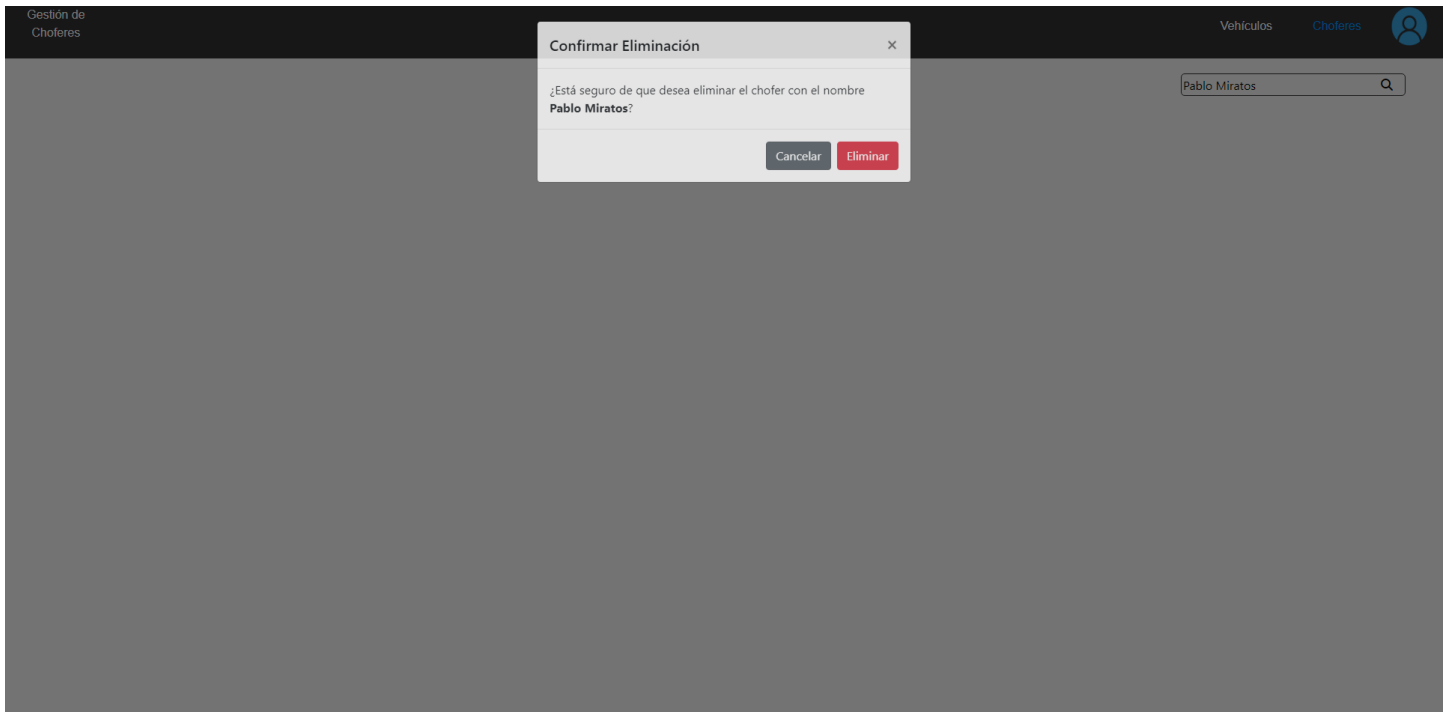 Gestión de
Choferes
Vehículos
Choferes
Confirmar Eliminación
×
¿Está seguro de que desea eliminar el chofer con el nombre
Pablo Miratos?
Cancelar
Eliminar
Pablo Miratos